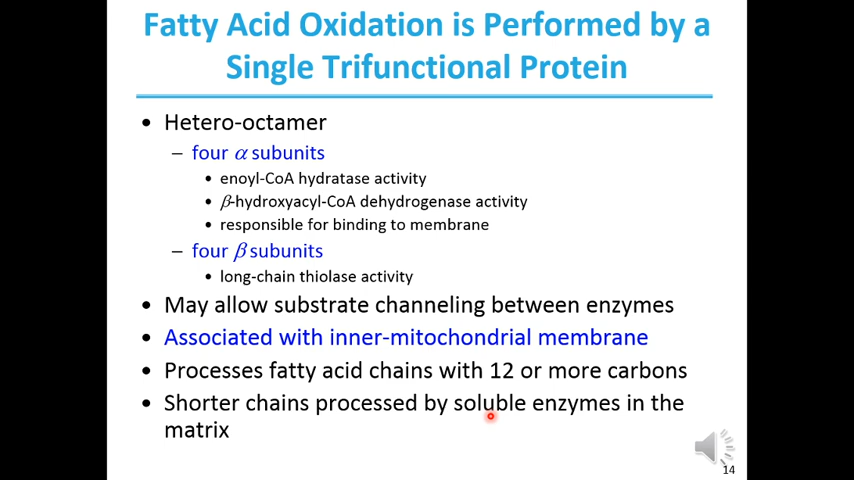 Fatty Acid Oxidation is Performed by a
Single Trifunctional Protein
• Hetero-octamer
– four α subunits
• enoyl-CoA hydratase activity
• β-hydroxyacyl-CoA dehydrogenase activity
• responsible for binding to membrane
– four β subunits
• long-chain thiolase activity
• May allow substrate channeling between enzymes
• Associated with inner-mitochondrial membrane
• Processes fatty acid chains with 12 or more carbons
• Shorter chains processed by soluble enzymes in the
matrix
14